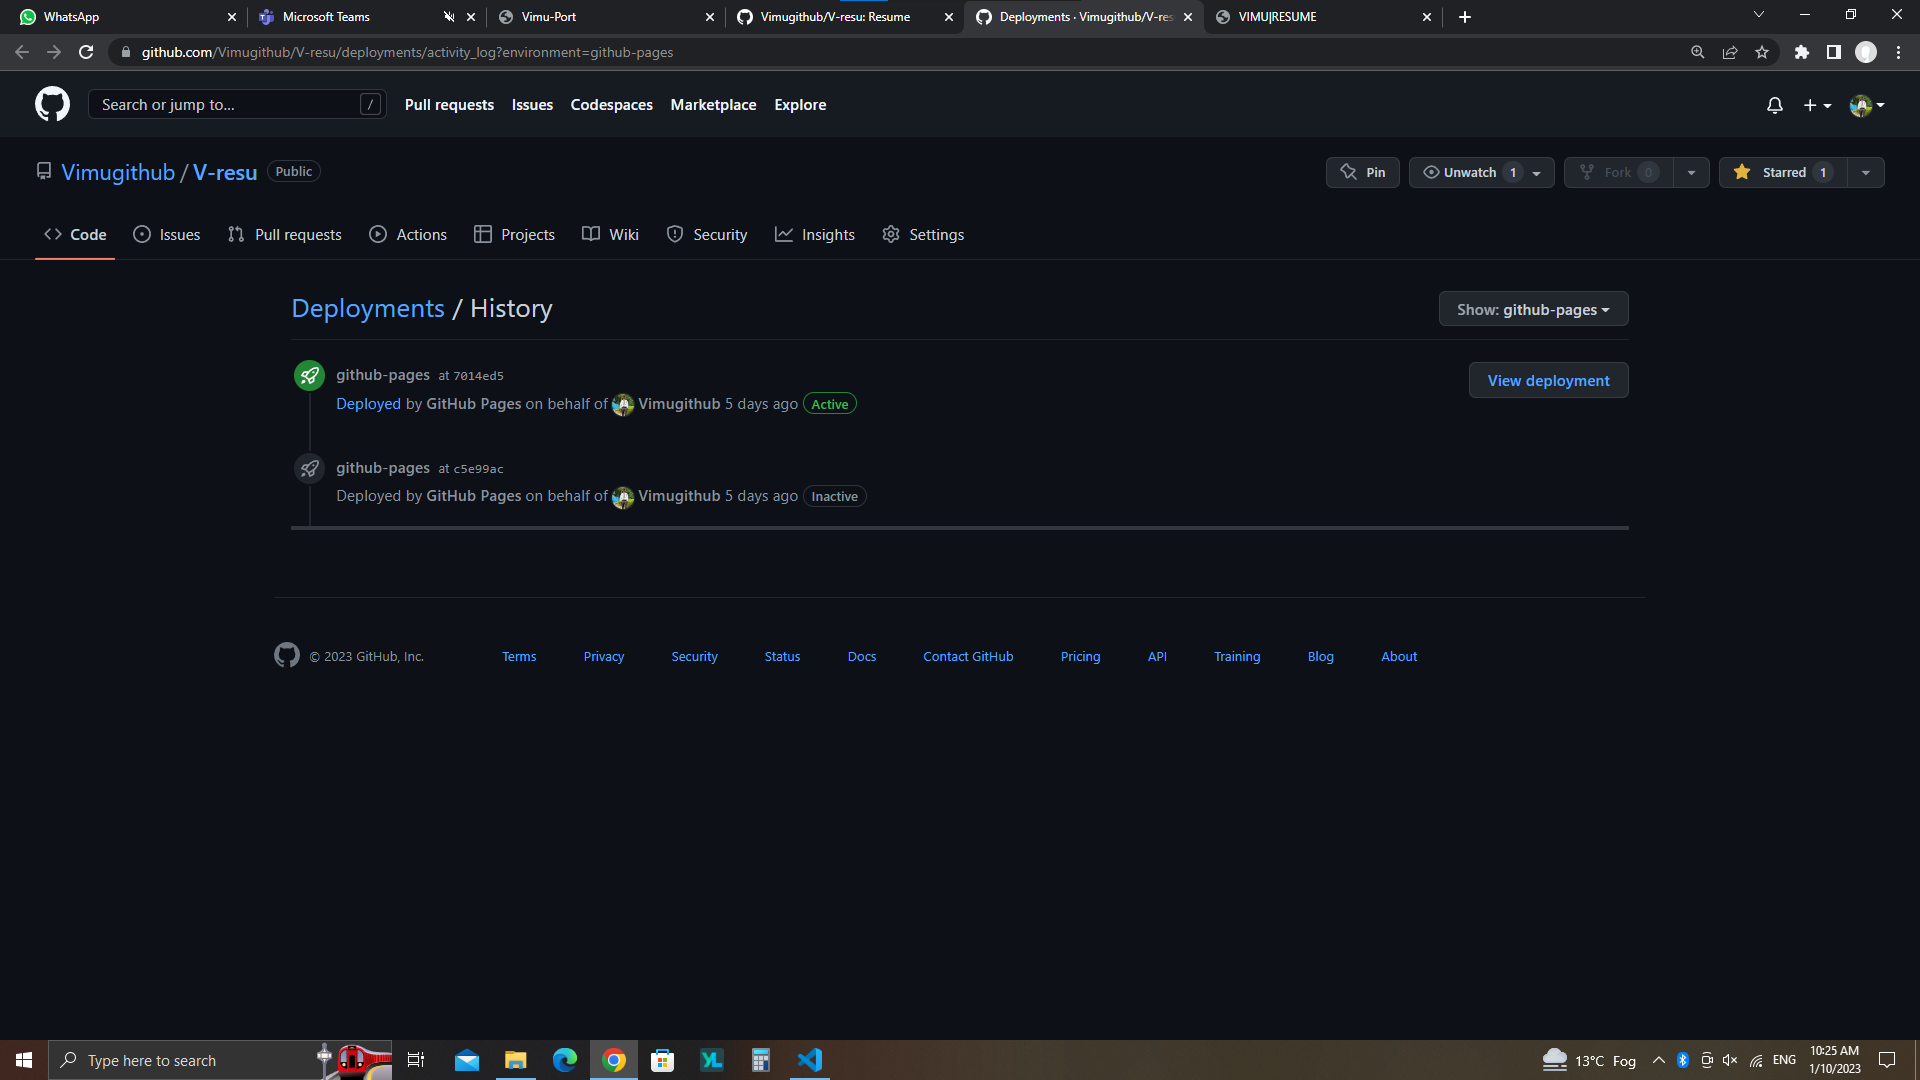 WhatsApp
Microsoft Teams
Vimu-Port
Vimugithub/V-resu: Resume
Deployments · Vimugithub/V-res
VIMU|RESUME
github.com/Vimugithub/V-resu/deployments/activity_log?environment=github-pages
Search or jump to...
/
Pull requests
Issues
Codespaces
Marketplace
Explore
Vimugithub / V-resu
Public
Pin
Unwatch 1
Fork 0
Starred 1
Code
Issues
Pull requests
Actions
Projects
Wiki
Security
Insights
Settings
Deployments / History
Show: github-pages
github-pages at 7014ed5
View deployment
Deployed by GitHub Pages on behalf of Vimugithub 5 days ago Active
github-pages at c5e99ac
Deployed by GitHub Pages on behalf of Vimugithub 5 days ago Inactive
© 2023 GitHub, Inc.
Terms
Privacy
Security
Status
Docs
Contact GitHub
Pricing
API
Training
Blog
About
Type here to search
YL
13°C Fog
ENG
10:25 AM
1/10/2023